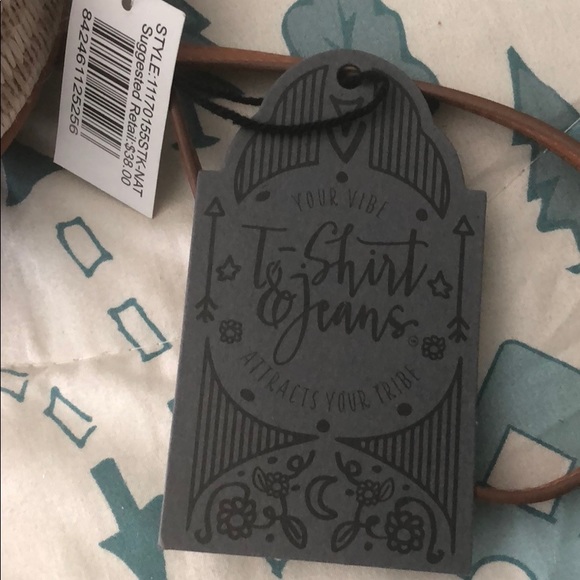 STYLE:11170155STK-NAT
Suggested Retail:$38.00
842461125256
YOUR VIBE
T-Shirt
& Jeans
ATTRACTS YOUR TRIBE